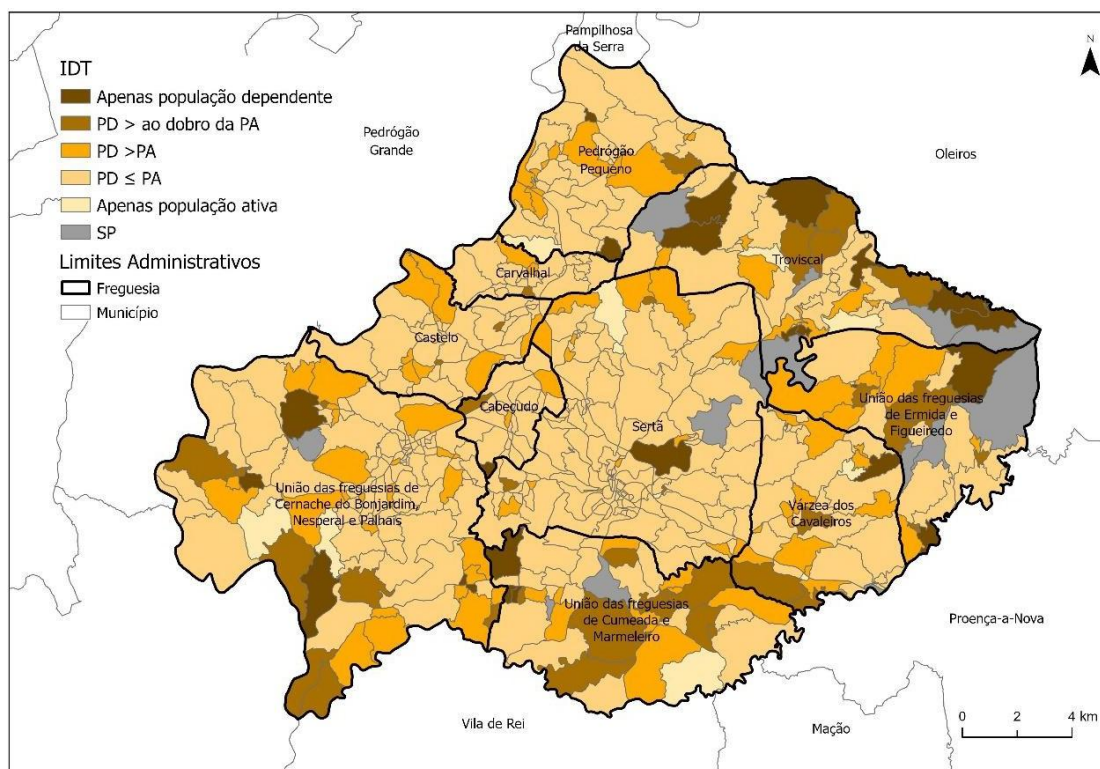 IDT
Apenas população dependente
PD > ao dobro da PA
PD >PA
PD ≤ PA
Apenas população ativa
SP
Limites Administrativos
Freguesia
Município
Pampilhosa
da Serra
N
Pedrógão
Grande
Pedrógão
Pequeno
Oleiros
Carvalhal
Troviscal
Castelo
Cabeçudo
Sertã
União das freguesias
de Ermida e
Figueiredo
União das freguesias de
Cernache do Bonjardim,
Nesperal e Palhais
Várzea dos
Cavaleiros
União das freguesias
de Cumeada e
Marmeleiro
Proença-a-Nova
Vila de Rei
Mação
0 2 4 km